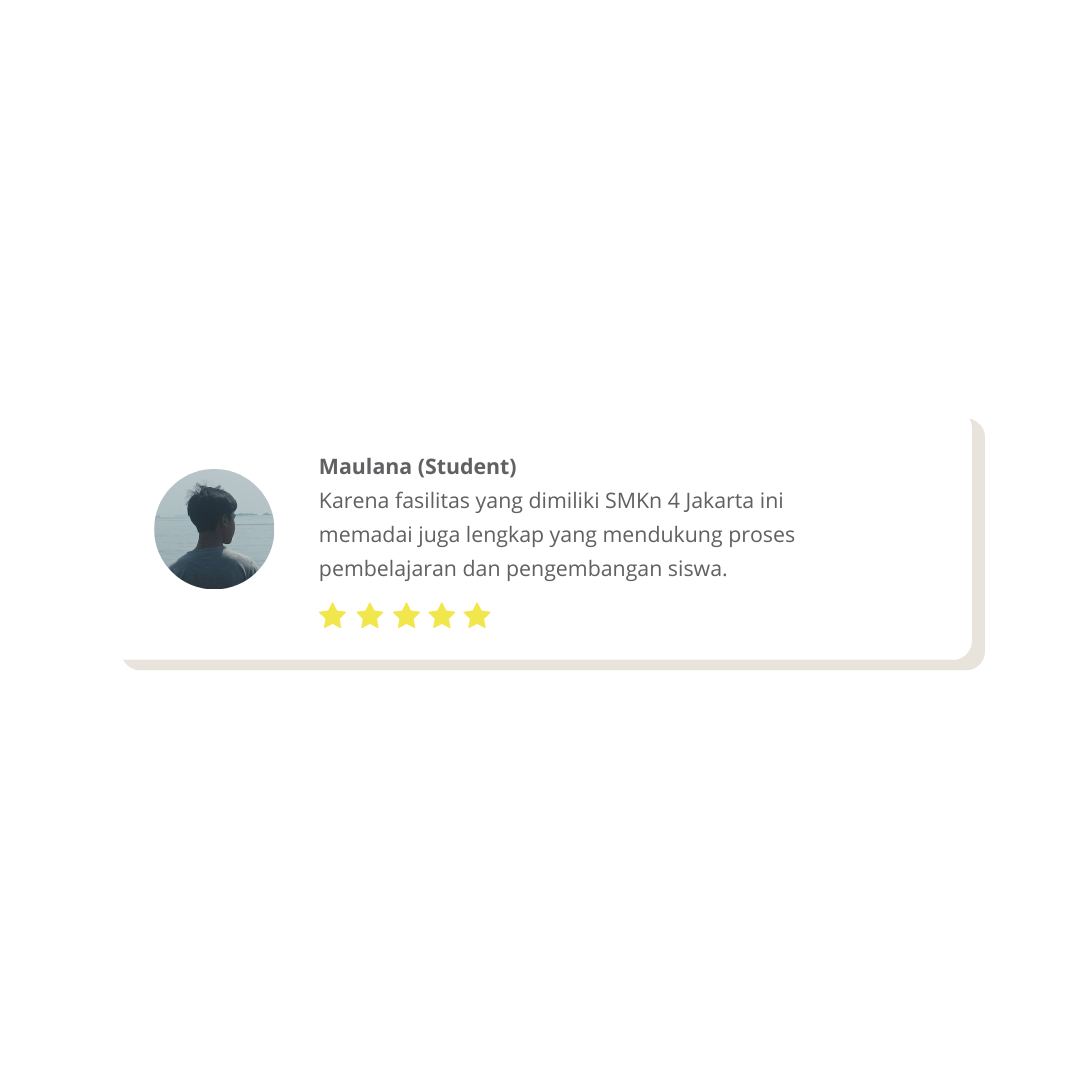 Maulana (Student)
Karena fasilitas yang dimiliki SMKn 4 Jakarta ini
memadai juga lengkap yang mendukung proses
pembelajaran dan pengembangan siswa.